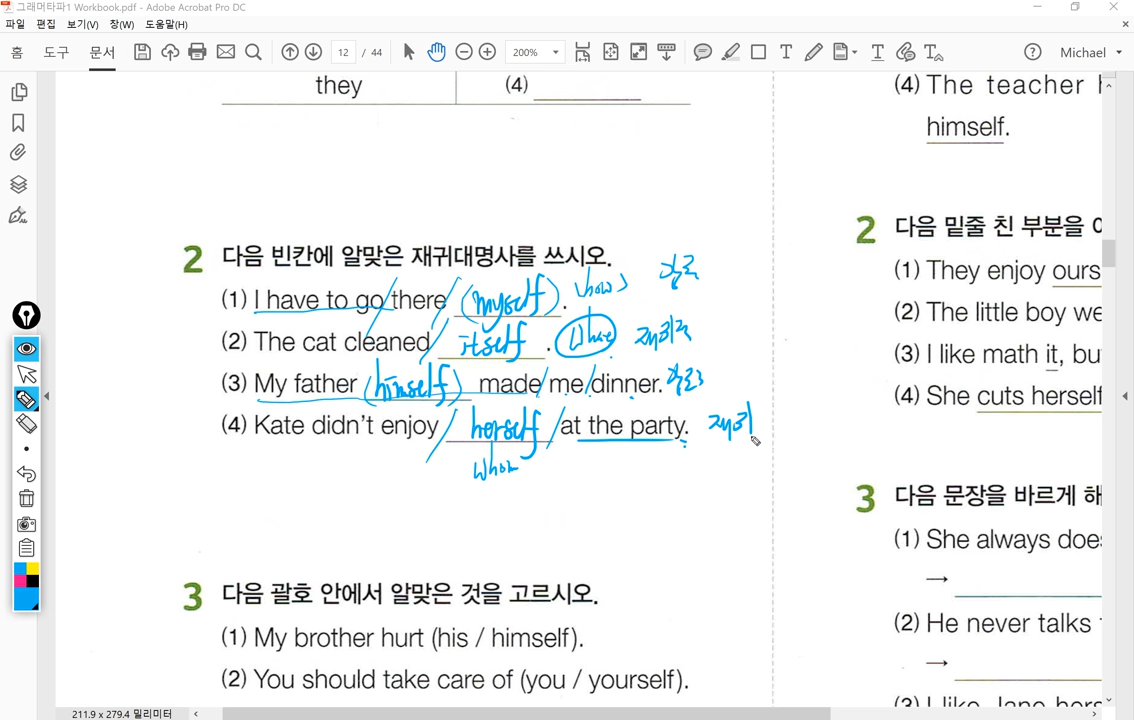 그래머타파1 Workbook.pdf - Adobe Acrobat Pro DC
파일 편집 보기(V) 창(W) 도움말(H)
홈 도구 문서 12 / 44 200% Michael
they (4)
2 다음 빈칸에 알맞은 재귀대명사를 쓰시오.
(1) I have to go there (myself). (how) 강조
(2) The cat cleaned itself. 재귀
(3) My father (himself) made me dinner. 강조
(4) Kate didn't enjoy herself at the party. 재귀
whom
3 다음 괄호 안에서 알맞은 것을 고르시오.
(1) My brother hurt (his / himself).
(2) You should take care of (you / yourself).
(4) The teacher h
himself.
2 다음 밑줄 친 부분을 어
(1) They enjoy ours
(2) The little boy we
(3) I like math it, bu
(4) She cuts herself
3 다음 문장을 바르게 해
(1) She always does
→
(2) He never talks t
→
(3) I like Jane hers
211.9 x 279.4 밀리미터